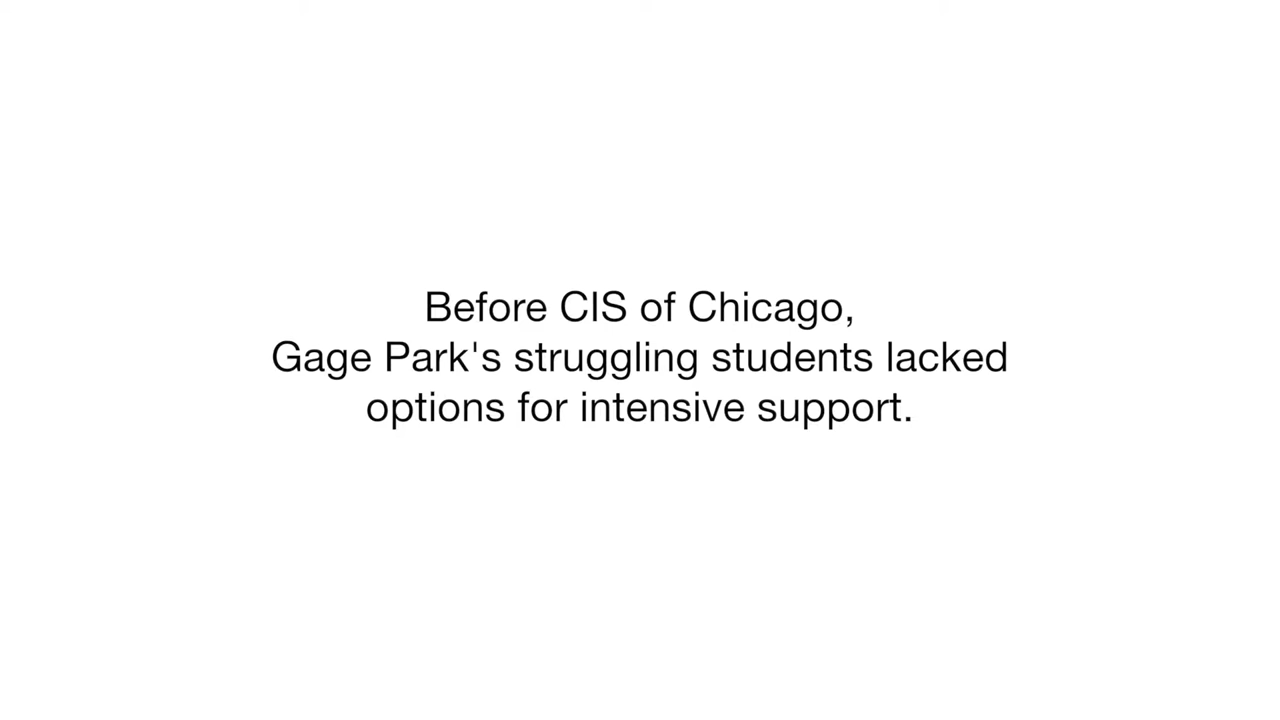 Before CIS of Chicago,
Gage Park's struggling students lacked
options for intensive support.